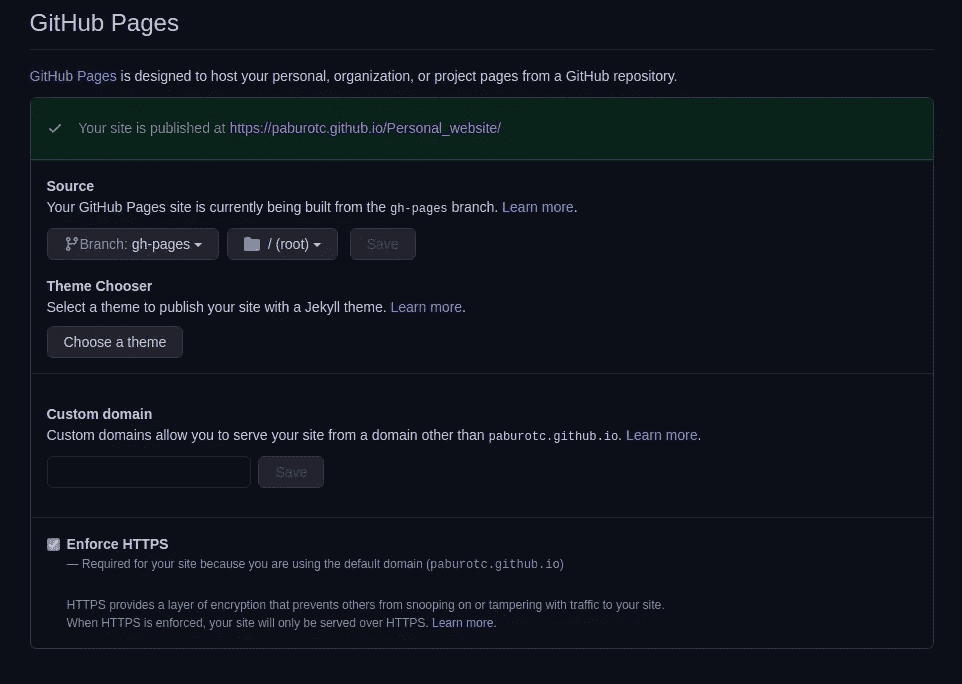 GitHub Pages
GitHub Pages is designed to host your personal, organization, or project pages from a GitHub repository.
Your site is published at https://paburotc.github.io/Personal_website/
Source
Your GitHub Pages site is currently being built from the gh-pages branch. Learn more.
Branch: gh-pages / (root) Save
Theme Chooser
Select a theme to publish your site with a Jekyll theme. Learn more.
Choose a theme
Custom domain
Custom domains allow you to serve your site from a domain other than paburotc.github.io. Learn more.
Save
Enforce HTTPS
— Required for your site because you are using the default domain (paburotc.github.io)
HTTPS provides a layer of encryption that prevents others from snooping on or tampering with traffic to your site.
When HTTPS is enforced, your site will only be served over HTTPS. Learn more.